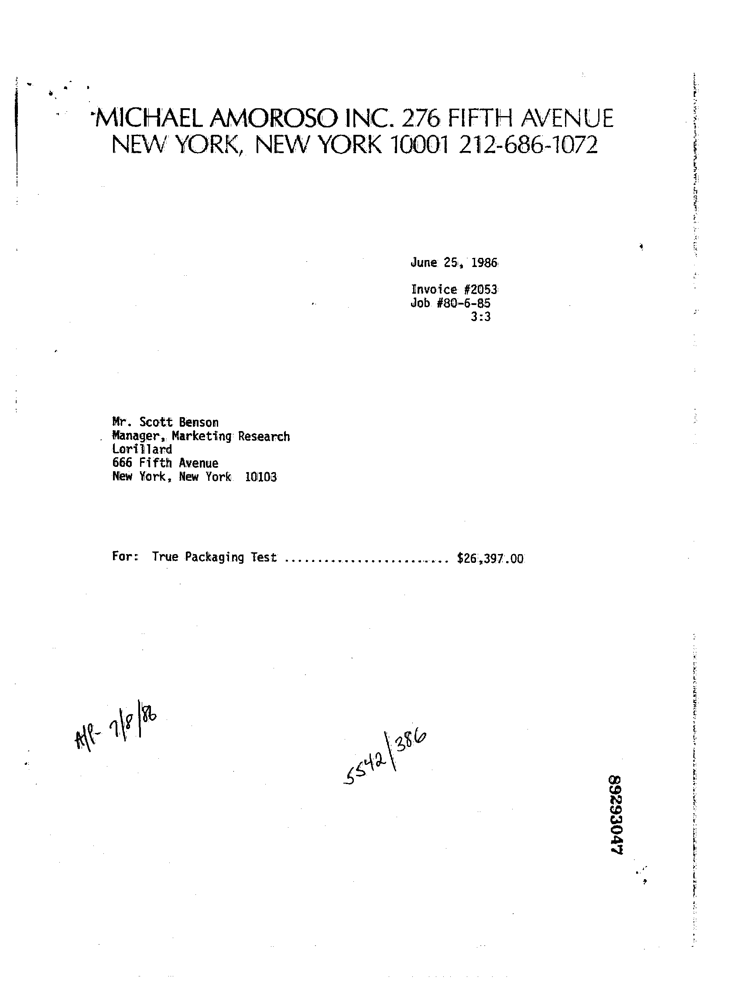 MICHAEL AMOROSO INC. 276 FIFTH AVENUE
NEW YORK, NEW YORK 10001 212-686-1072
June 25, 1986
Invoice #2053
Job #80-6-85
3:3
Mr. Scott Benson
Manager, Marketing Research
Lorillard
666 Fifth Avenue
New York, New York 10103
For: True Packaging Test ......................... $26,397.00
A/P- 7/8/86
5542/386
89293047